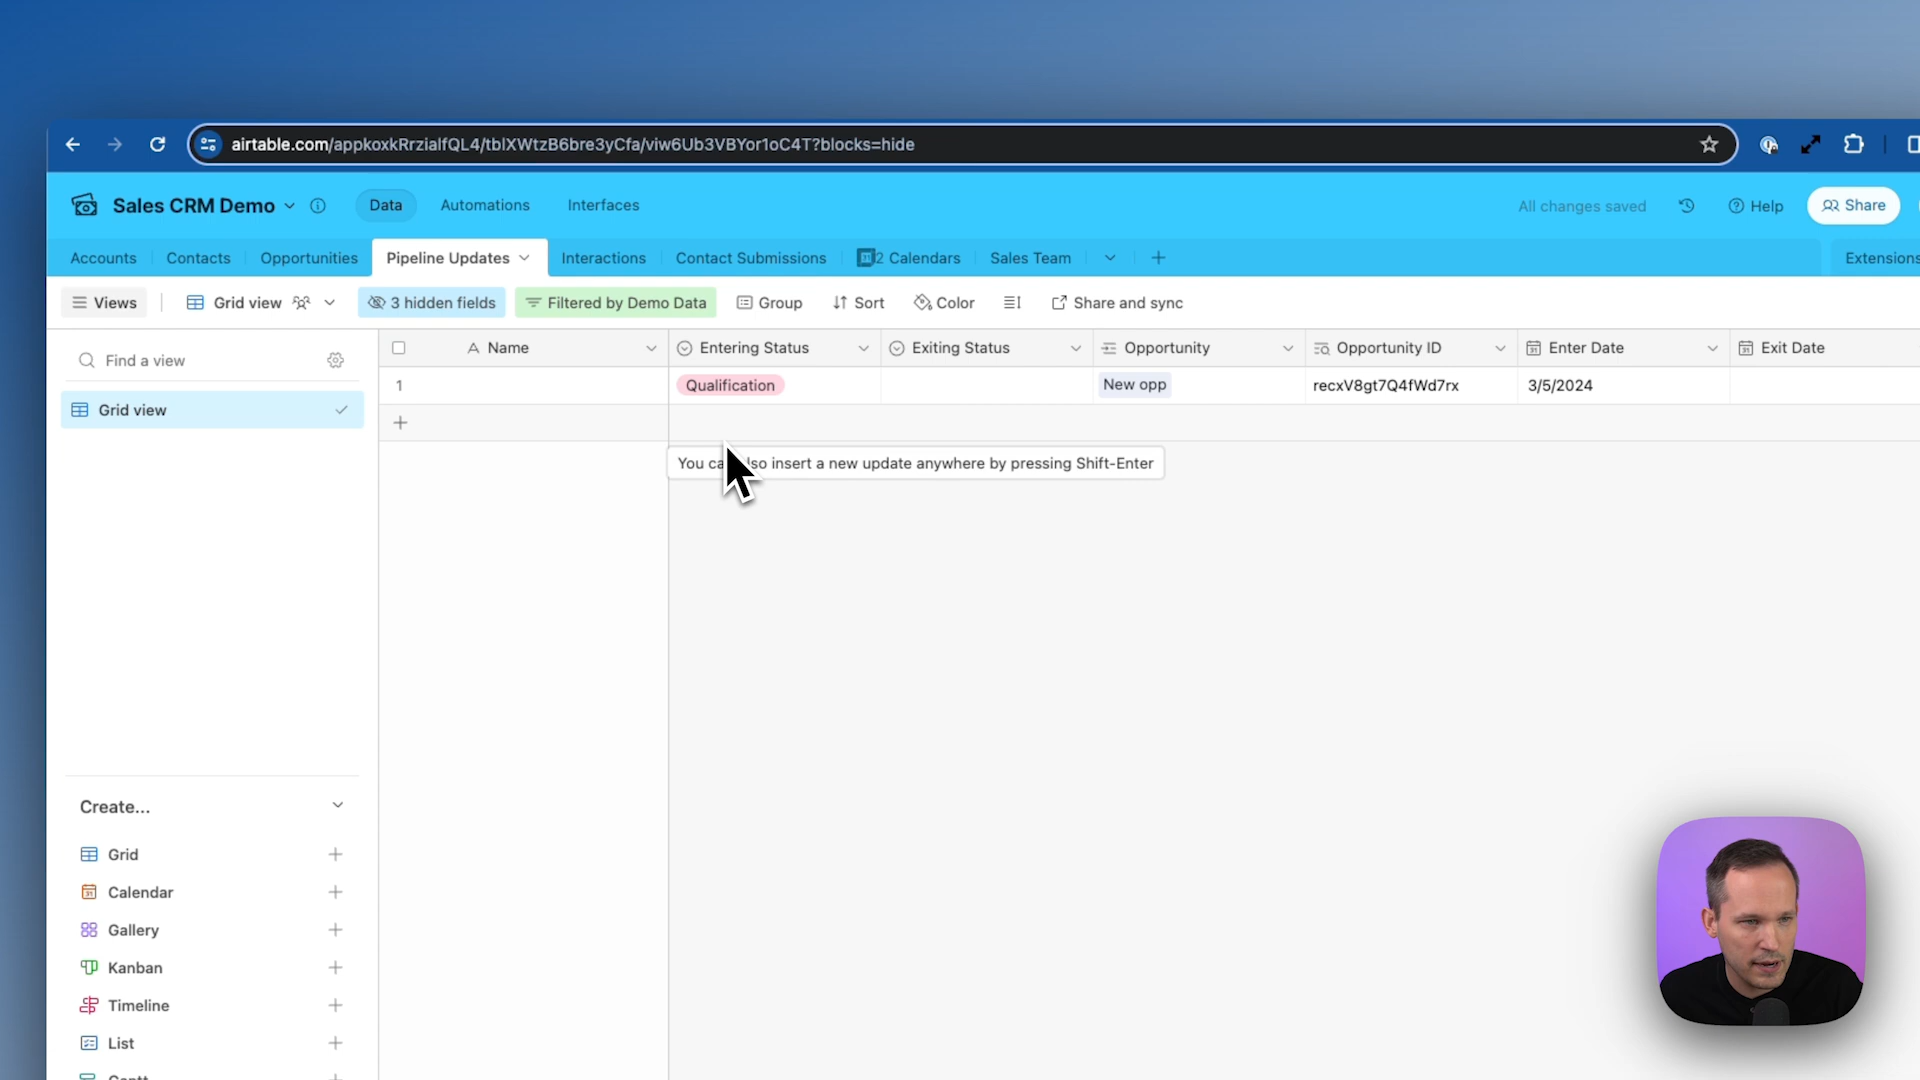 airtable.com/appkoxkRrzialfQL4/tblXWtzB6bre3yCfa/viw6Ub3VBYor1oC4T?blocks=hide
Sales CRM Demo
Data
Automations
Interfaces
All changes saved
Help
Share
Accounts
Contacts
Opportunities
Pipeline Updates
Interactions
Contact Submissions
2 Calendars
Sales Team
Extensions
Views
Grid view
3 hidden fields
Filtered by Demo Data
Group
Sort
Color
Share and sync
Find a view
Grid view
Name
Entering Status
Exiting Status
Opportunity
Opportunity ID
Enter Date
Exit Date
1
Qualification
New opp
recxV8gt7Q4fWd7rx
3/5/2024
You can also insert a new update anywhere by pressing Shift-Enter
Create...
Grid
Calendar
Gallery
Kanban
Timeline
List
Gantt